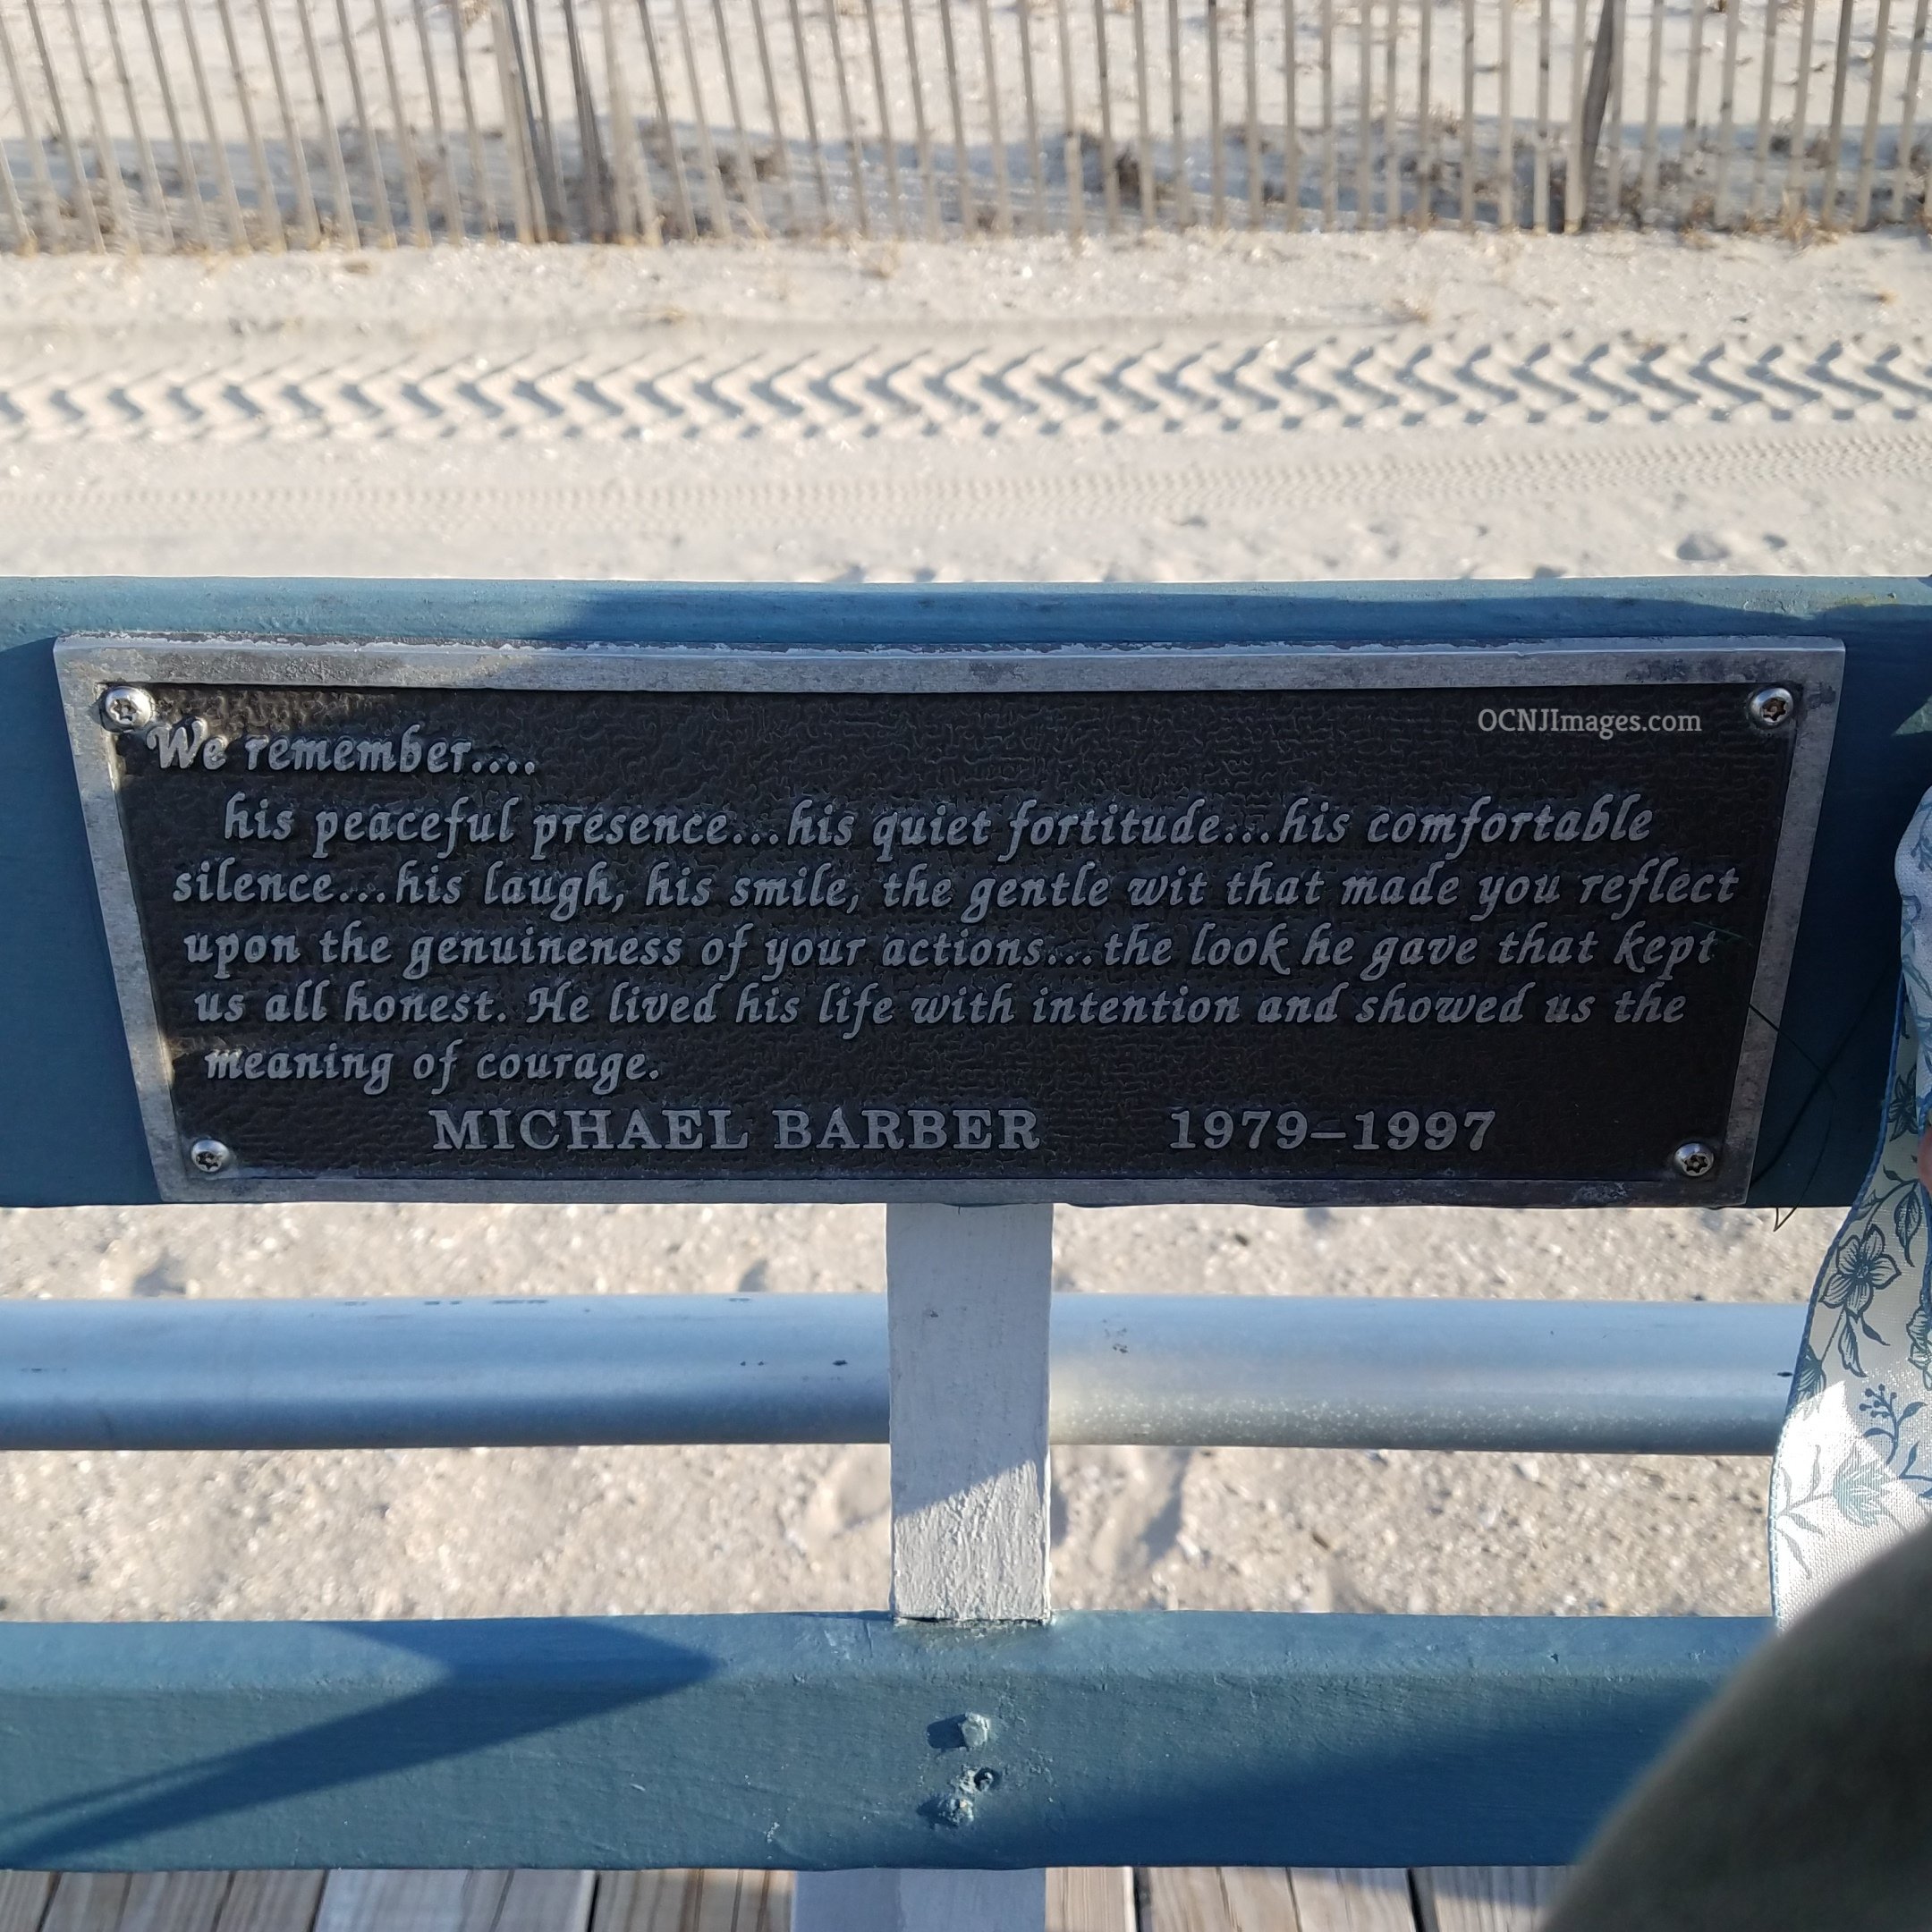 OCNJImages.com
We remember....
his peaceful presence...his quiet fortitude...his comfortable
silence...his laugh, his smile, the gentle wit that made you reflect
upon the genuineness of your actions...the look he gave that kept
us all honest. He lived his life with intention and showed us the
meaning of courage.
MICHAEL BARBER 1979–1997